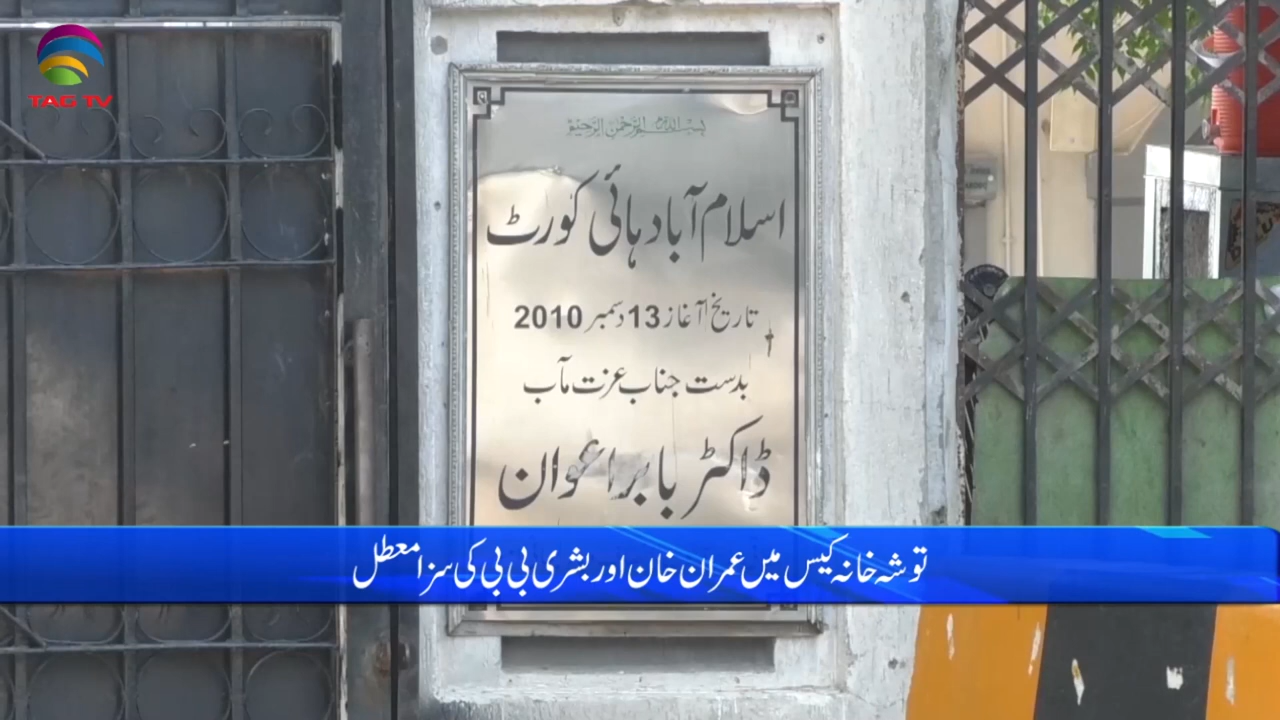 TAG TV
بسم اللہ الرحمن الرحیم
اسلام آباد ہائی کورٹ
تاریخ آغاز 13 دسمبر 2010
بدست جناب عزت مآب
ڈاکٹر بابر اعوان
توشہ خانہ کیس میں عمران خان اور بشری بی بی کی سزا معطل